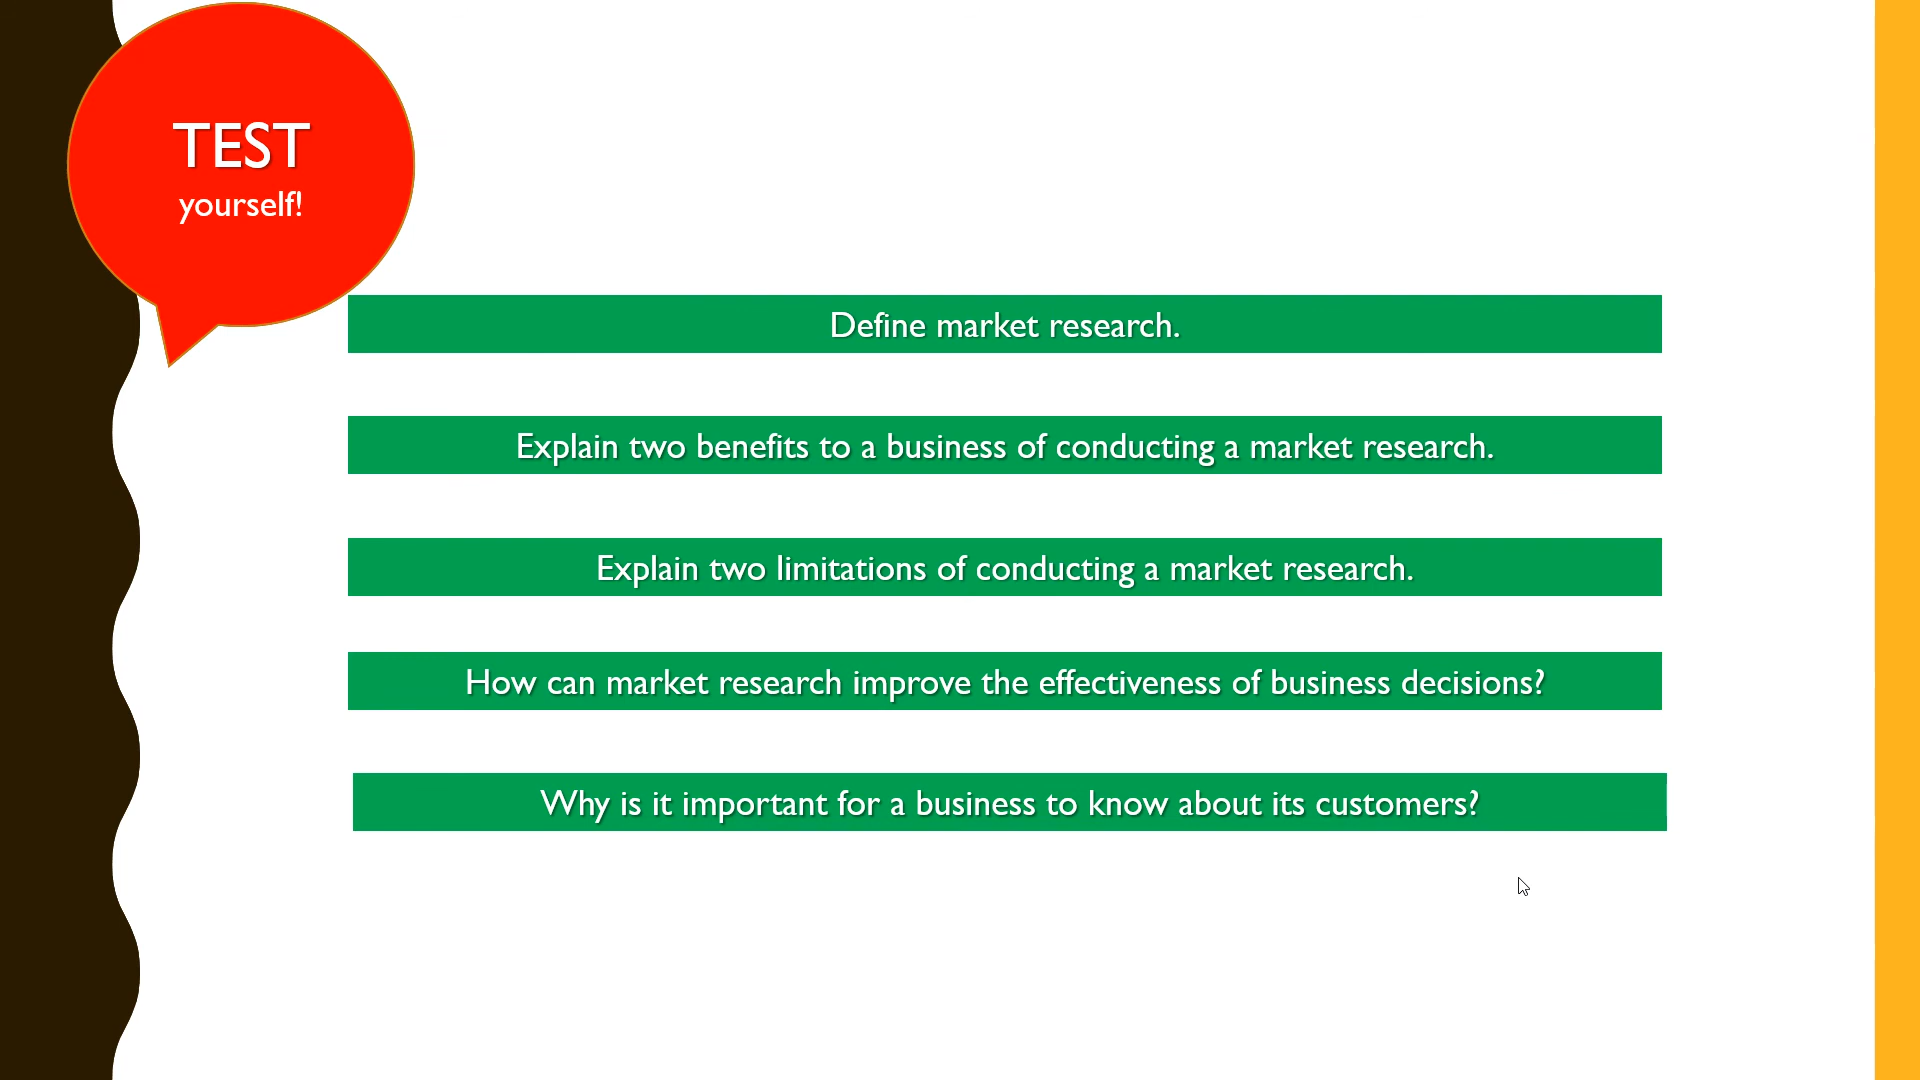 TEST
yourself!
Define market research.
Explain two benefits to a business of conducting a market research.
Explain two limitations of conducting a market research.
How can market research improve the effectiveness of business decisions?
Why is it important for a business to know about its customers?